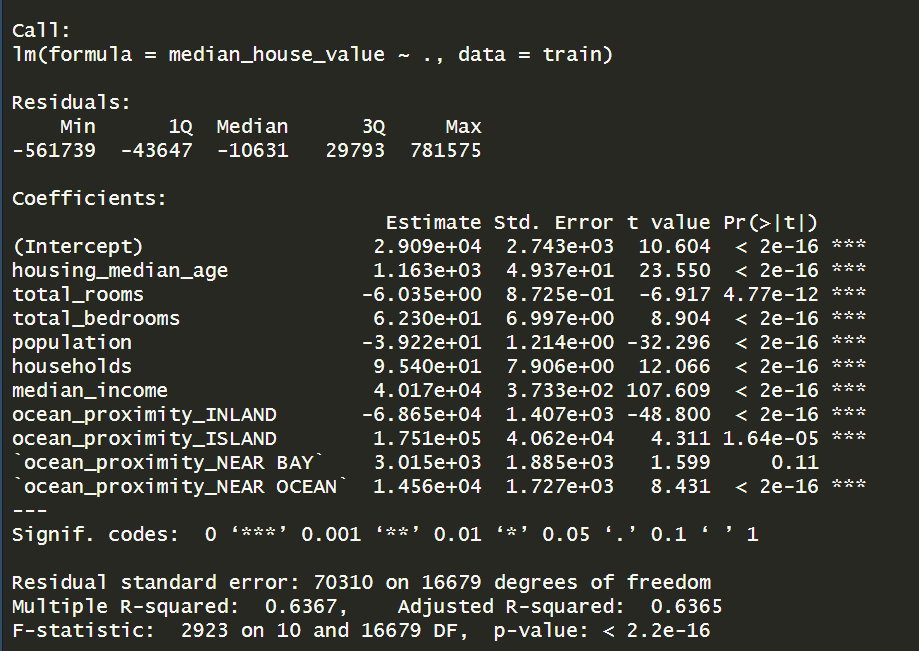 Call:
lm(formula = median_house_value ~ ., data = train)
Residuals:
    Min      1Q  Median      3Q     Max
-561739  -43647  -10631   29793  781575
Coefficients:
                             Estimate Std. Error t value Pr(>|t|)
(Intercept)                 2.909e+04  2.743e+03  10.604  < 2e-16 ***
housing_median_age          1.163e+03  4.937e+01  23.550  < 2e-16 ***
total_rooms                -6.035e+00  8.725e-01  -6.917 4.77e-12 ***
total_bedrooms              6.230e+01  6.997e+00   8.904  < 2e-16 ***
population                 -3.922e+01  1.214e+00 -32.296  < 2e-16 ***
households                  9.540e+01  7.906e+00  12.066  < 2e-16 ***
median_income               4.017e+04  3.733e+02 107.609  < 2e-16 ***
ocean_proximity_INLAND     -6.865e+04  1.407e+03 -48.800  < 2e-16 ***
ocean_proximity_ISLAND      1.751e+05  4.062e+04   4.311 1.64e-05 ***
`ocean_proximity_NEAR BAY`  3.015e+03  1.885e+03   1.599     0.11
`ocean_proximity_NEAR OCEAN`  1.456e+04  1.727e+03   8.431  < 2e-16 ***
---
Signif. codes:  0 ‘***’ 0.001 ‘**’ 0.01 ‘*’ 0.05 ‘.’ 0.1 ‘ ’ 1
Residual standard error: 70310 on 16679 degrees of freedom
Multiple R-squared:  0.6367,    Adjusted R-squared:  0.6365
F-statistic:  2923 on 10 and 16679 DF,  p-value: < 2.2e-16